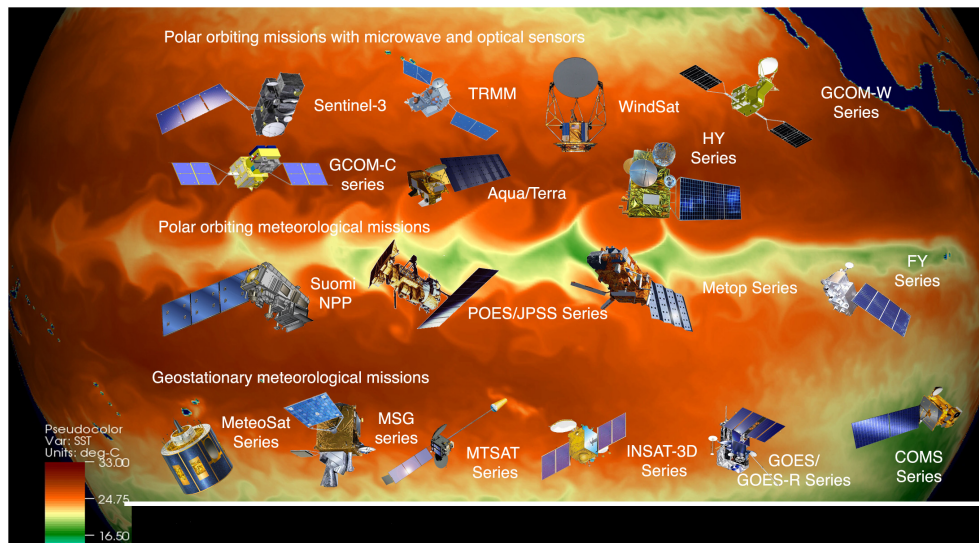 Polar orbiting missions with microwave and optical sensors
Sentinel-3
TRMM
WindSat
GCOM-W
Series
GCOM-C
series
Aqua/Terra
HY
Series
Polar orbiting meteorological missions
Suomi
NPP
POES/JPSS Series
Metop Series
FY
Series
Geostationary meteorological missions
MeteoSat
Series
MSG
series
MTSAT
Series
INSAT-3D
Series
GOES/
GOES-R Series
COMS
Series
Pseudocolor
Var: SST
Units: deg-C
33.00
24.75
16.50